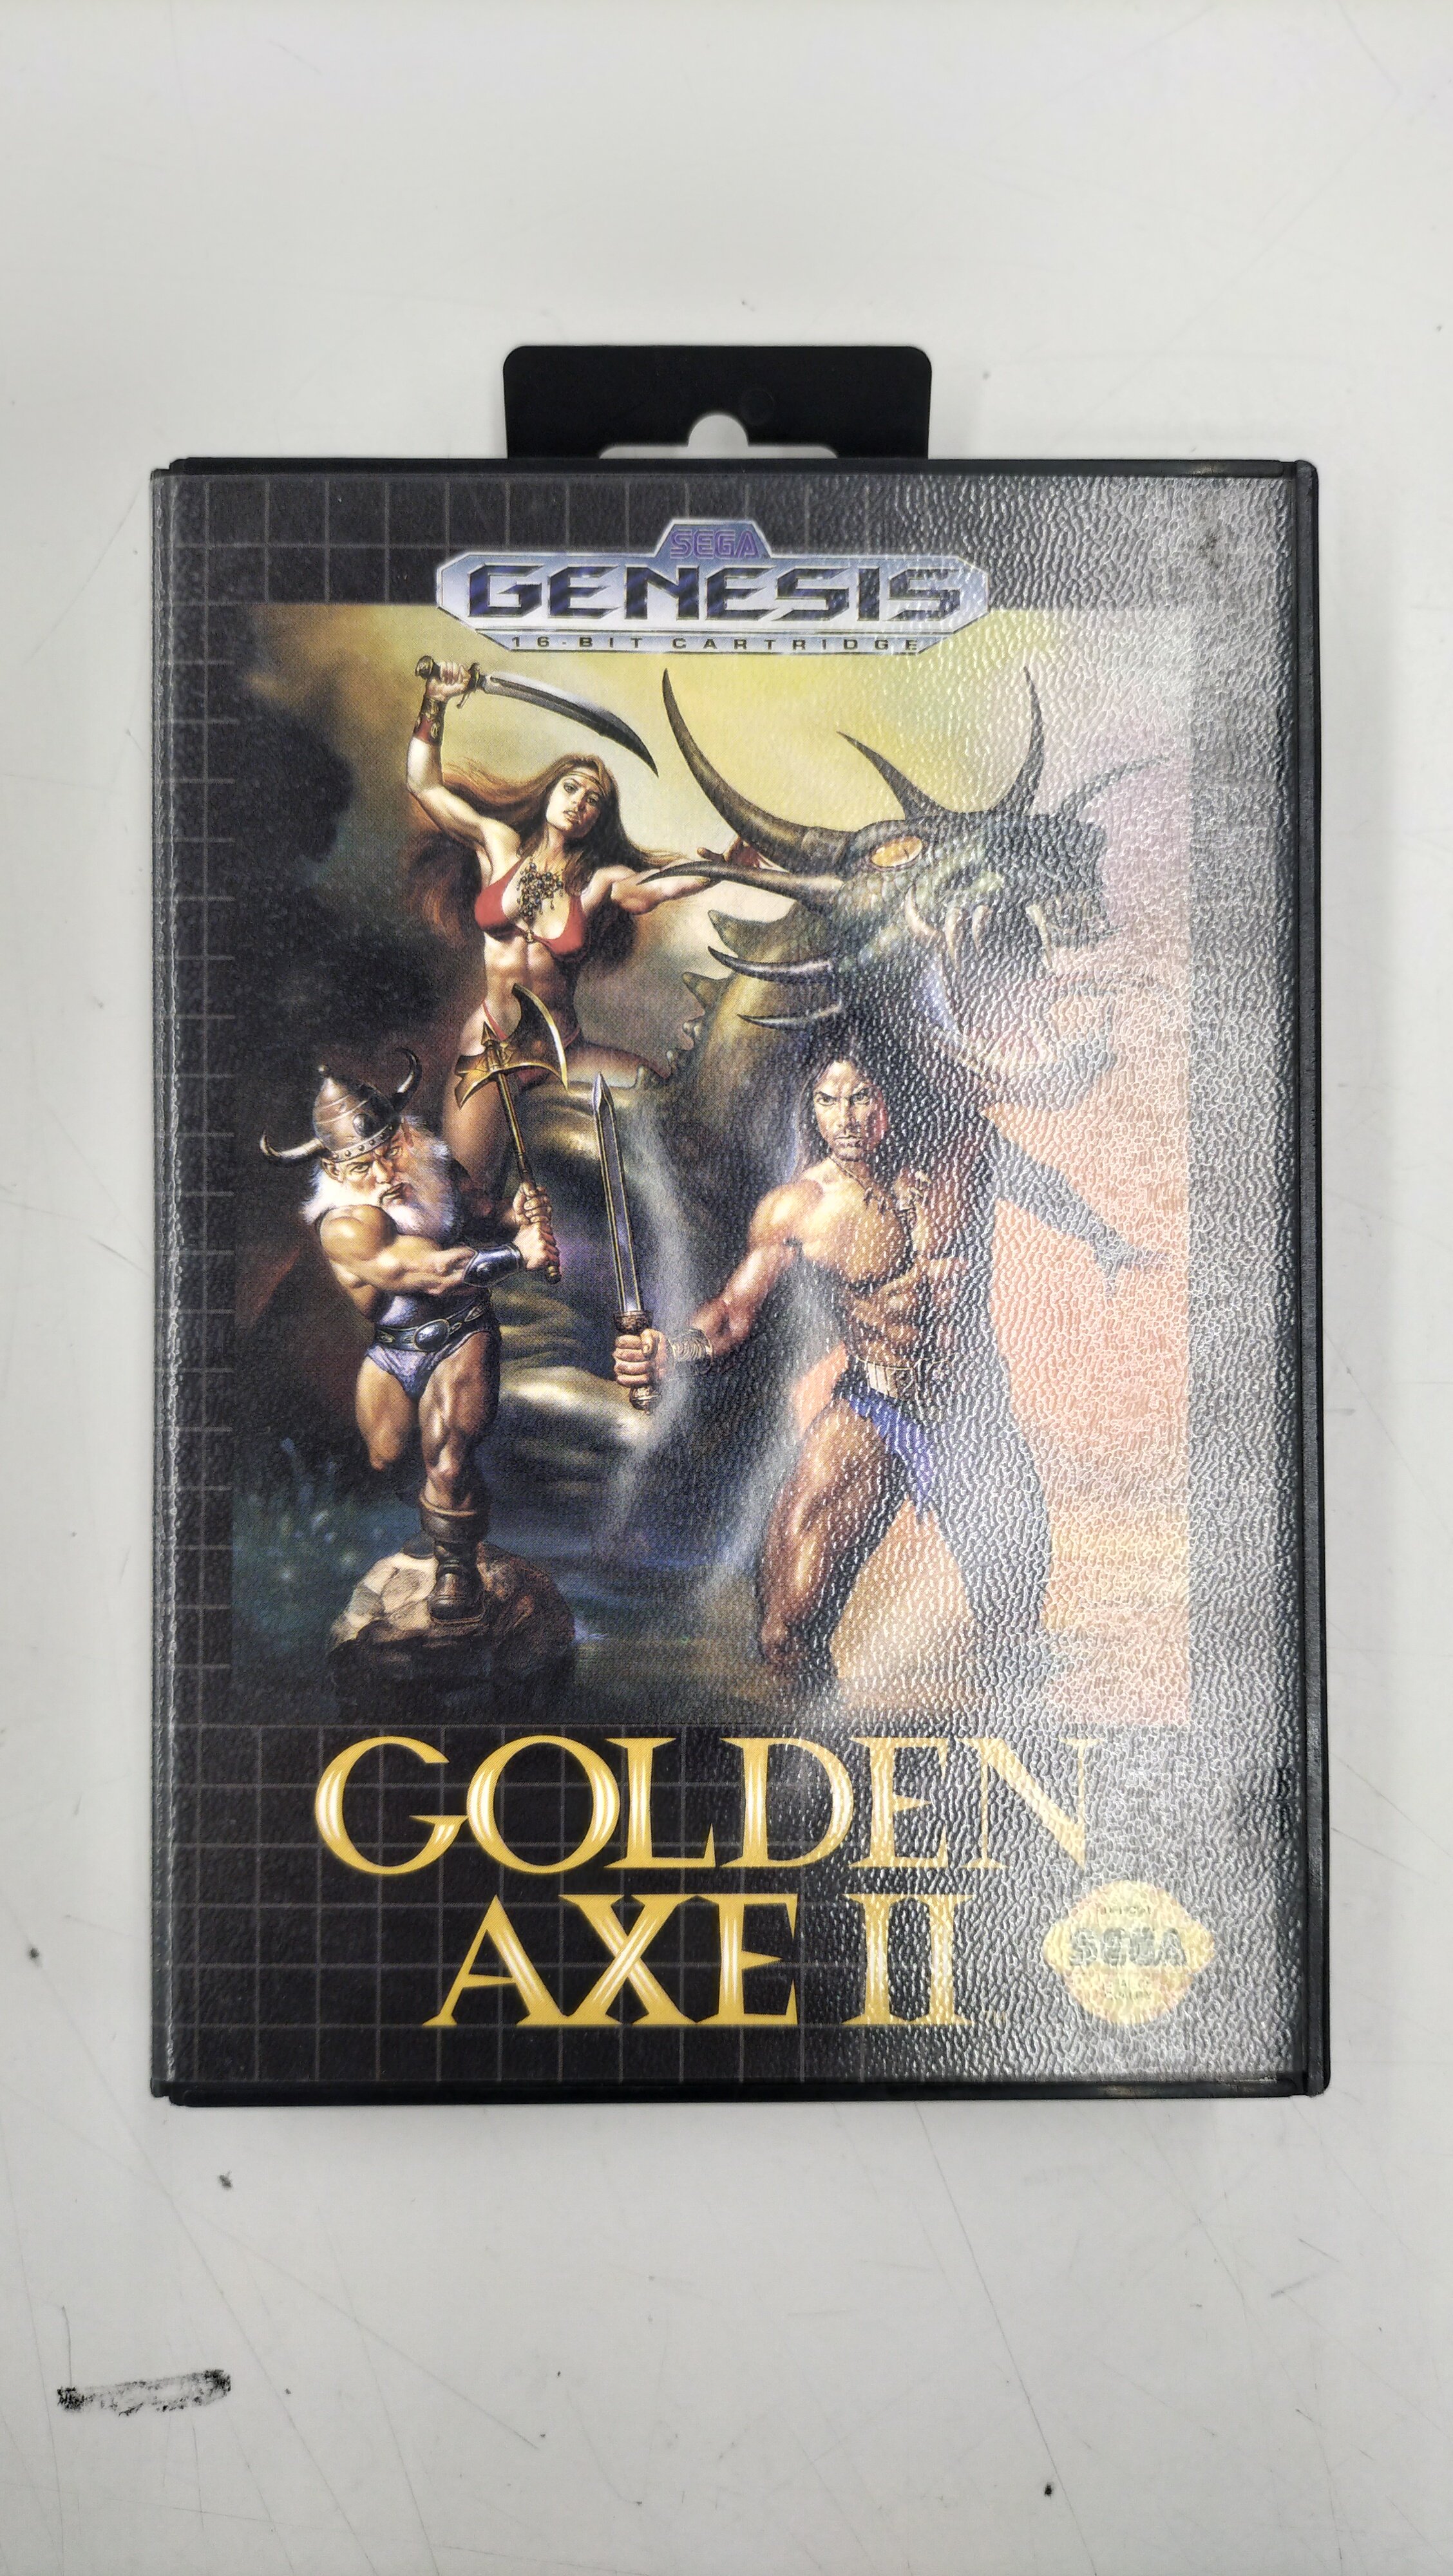 SEGA
GENESIS
16-BIT CARTRIDGE
GOLDEN
AXE II
SEGA